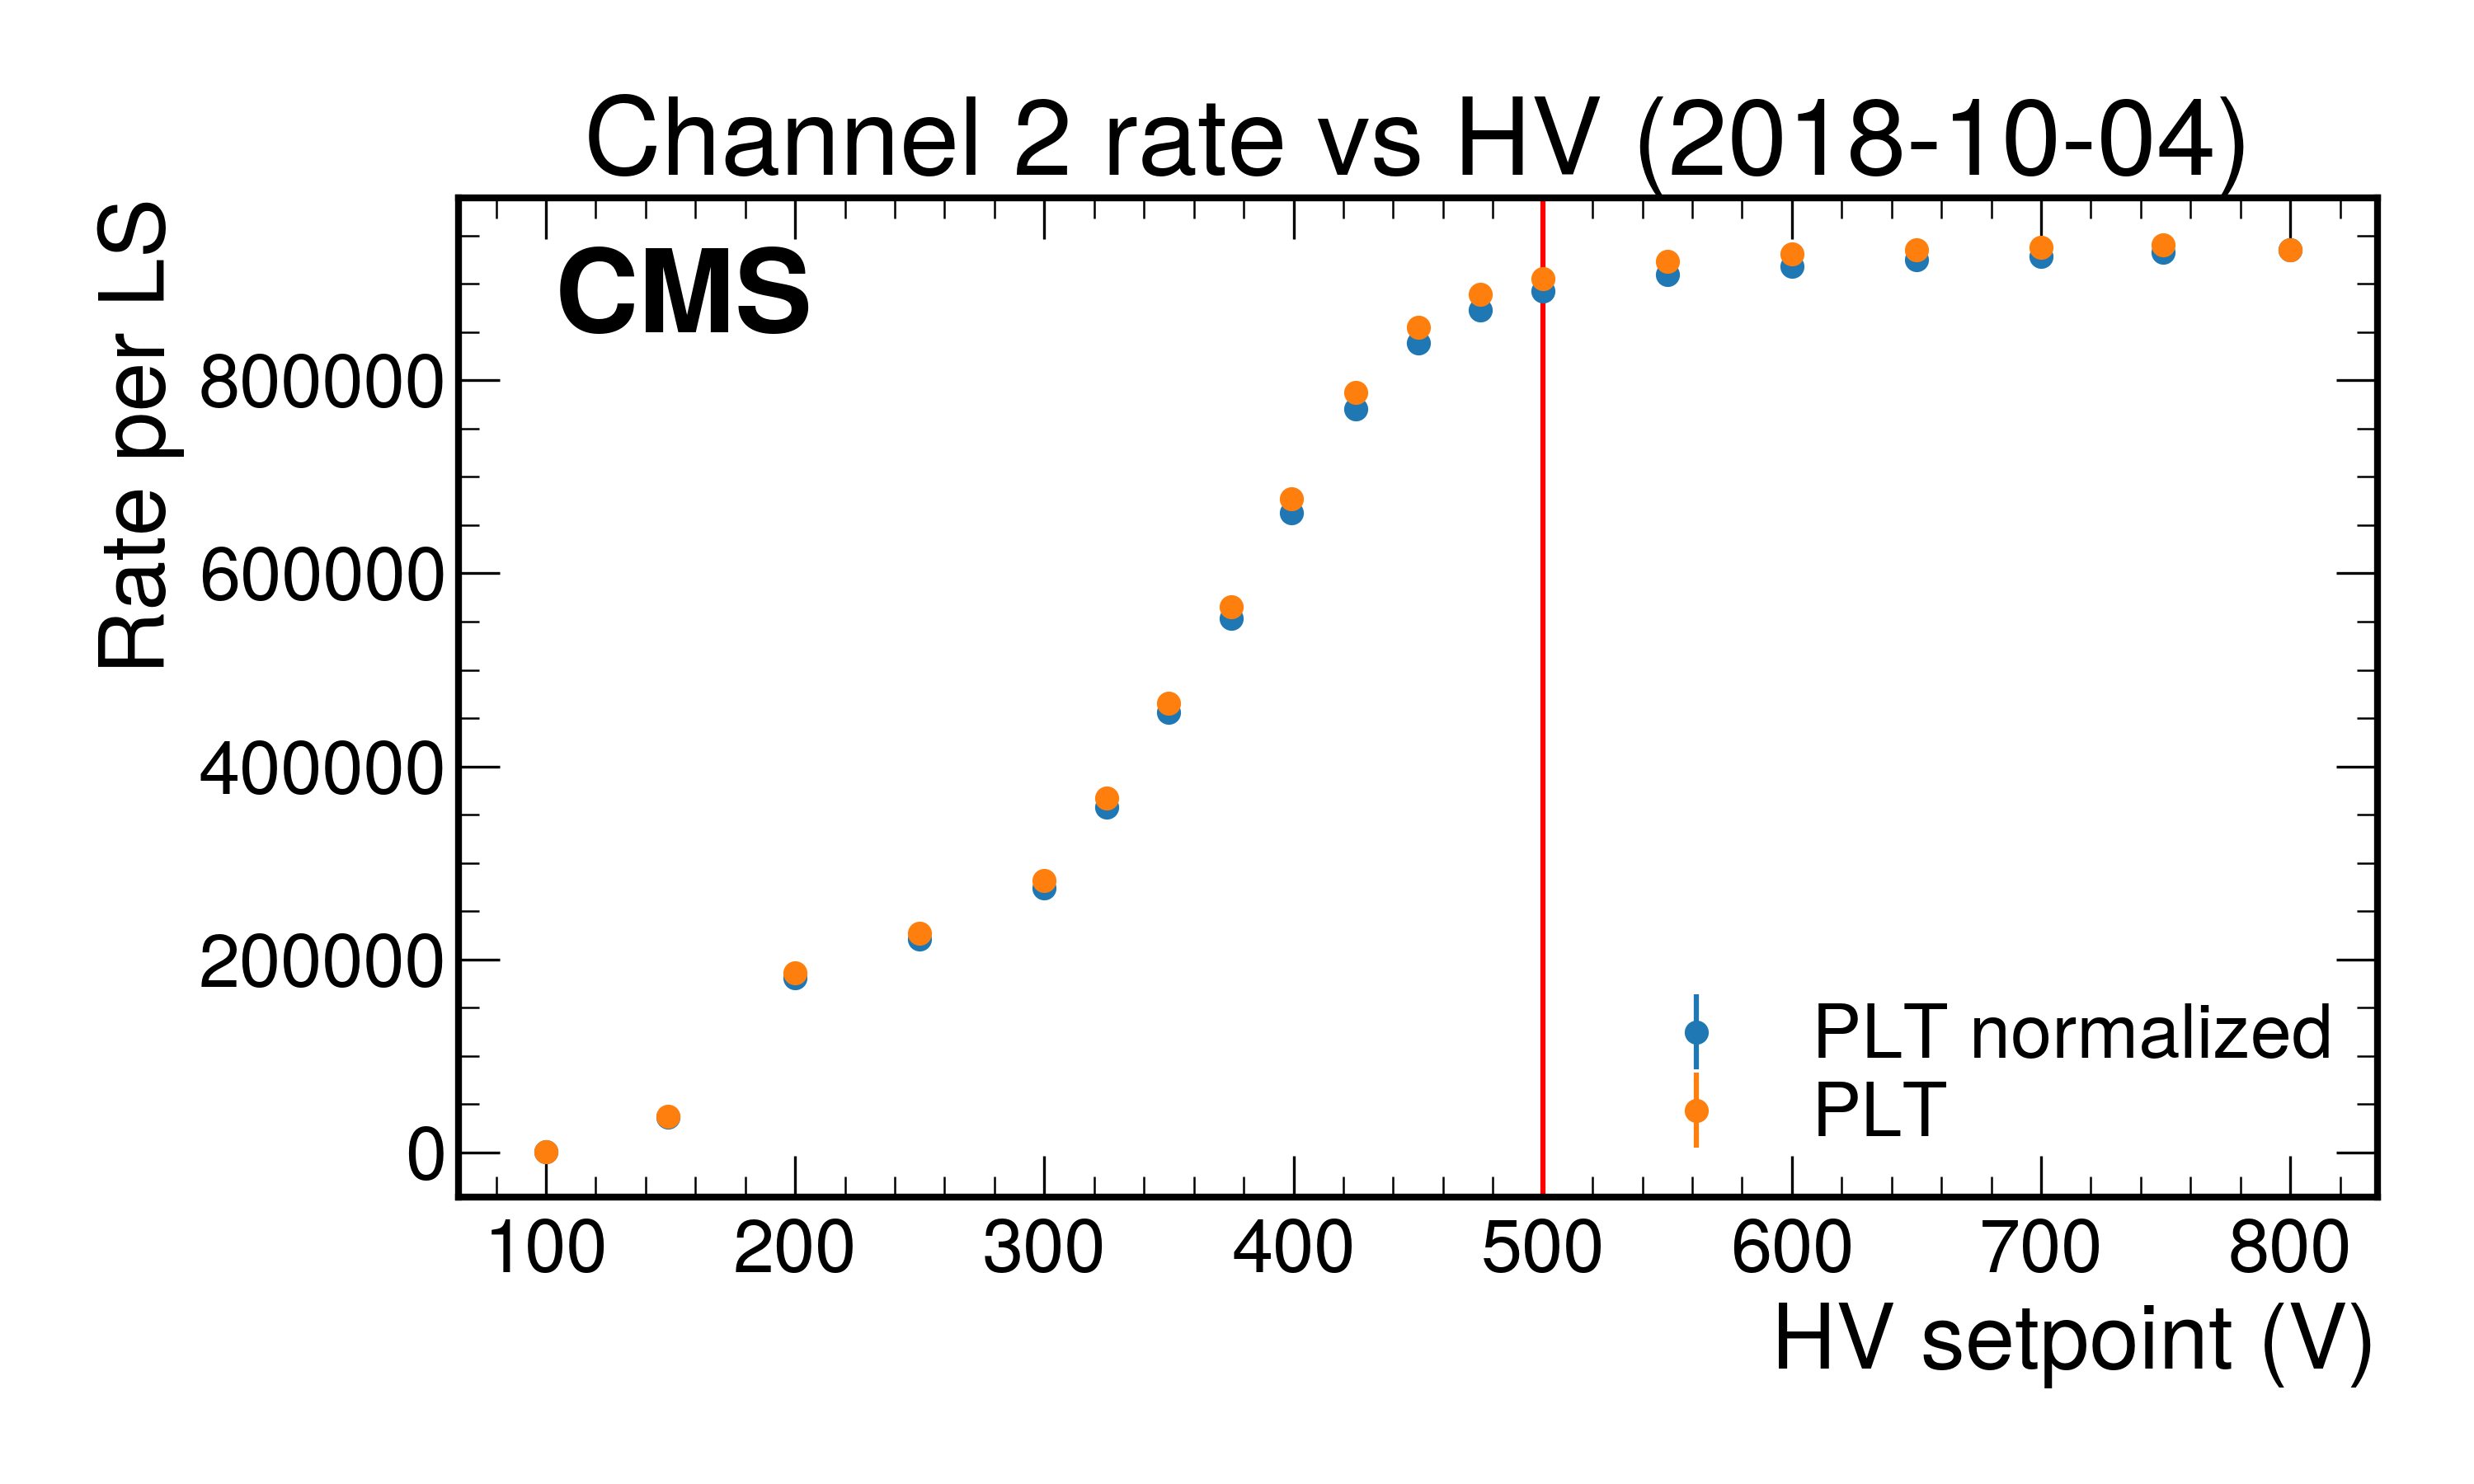 Channel 2 rate vs HV (2018-10-04)
CMS
Rate per LS
800000
600000
400000
200000
0
PLT normalized
PLT
100 200 300 400 500 600 700 800
HV setpoint (V)